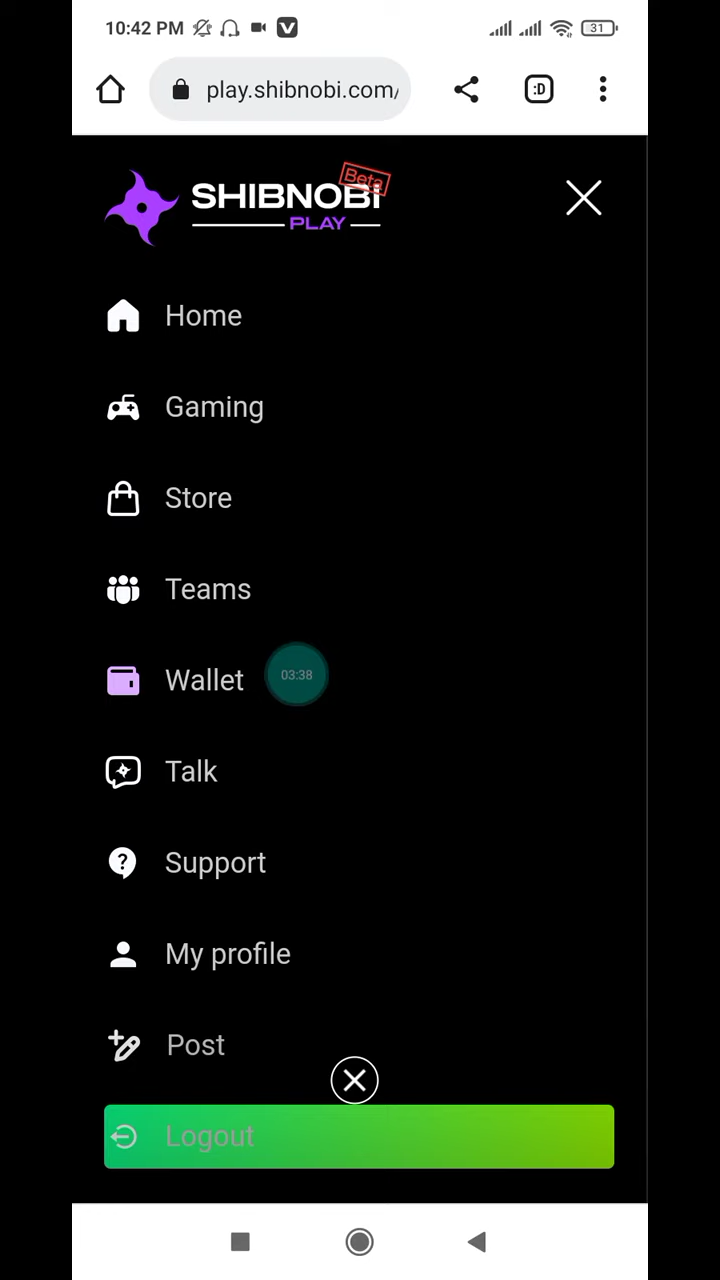 10:42 PM
31
play.shibnobi.com/
:D
Beta
SHIBNOBI
PLAY
Home
Gaming
Store
Teams
Wallet
03:38
Talk
Support
My profile
Post
Logout